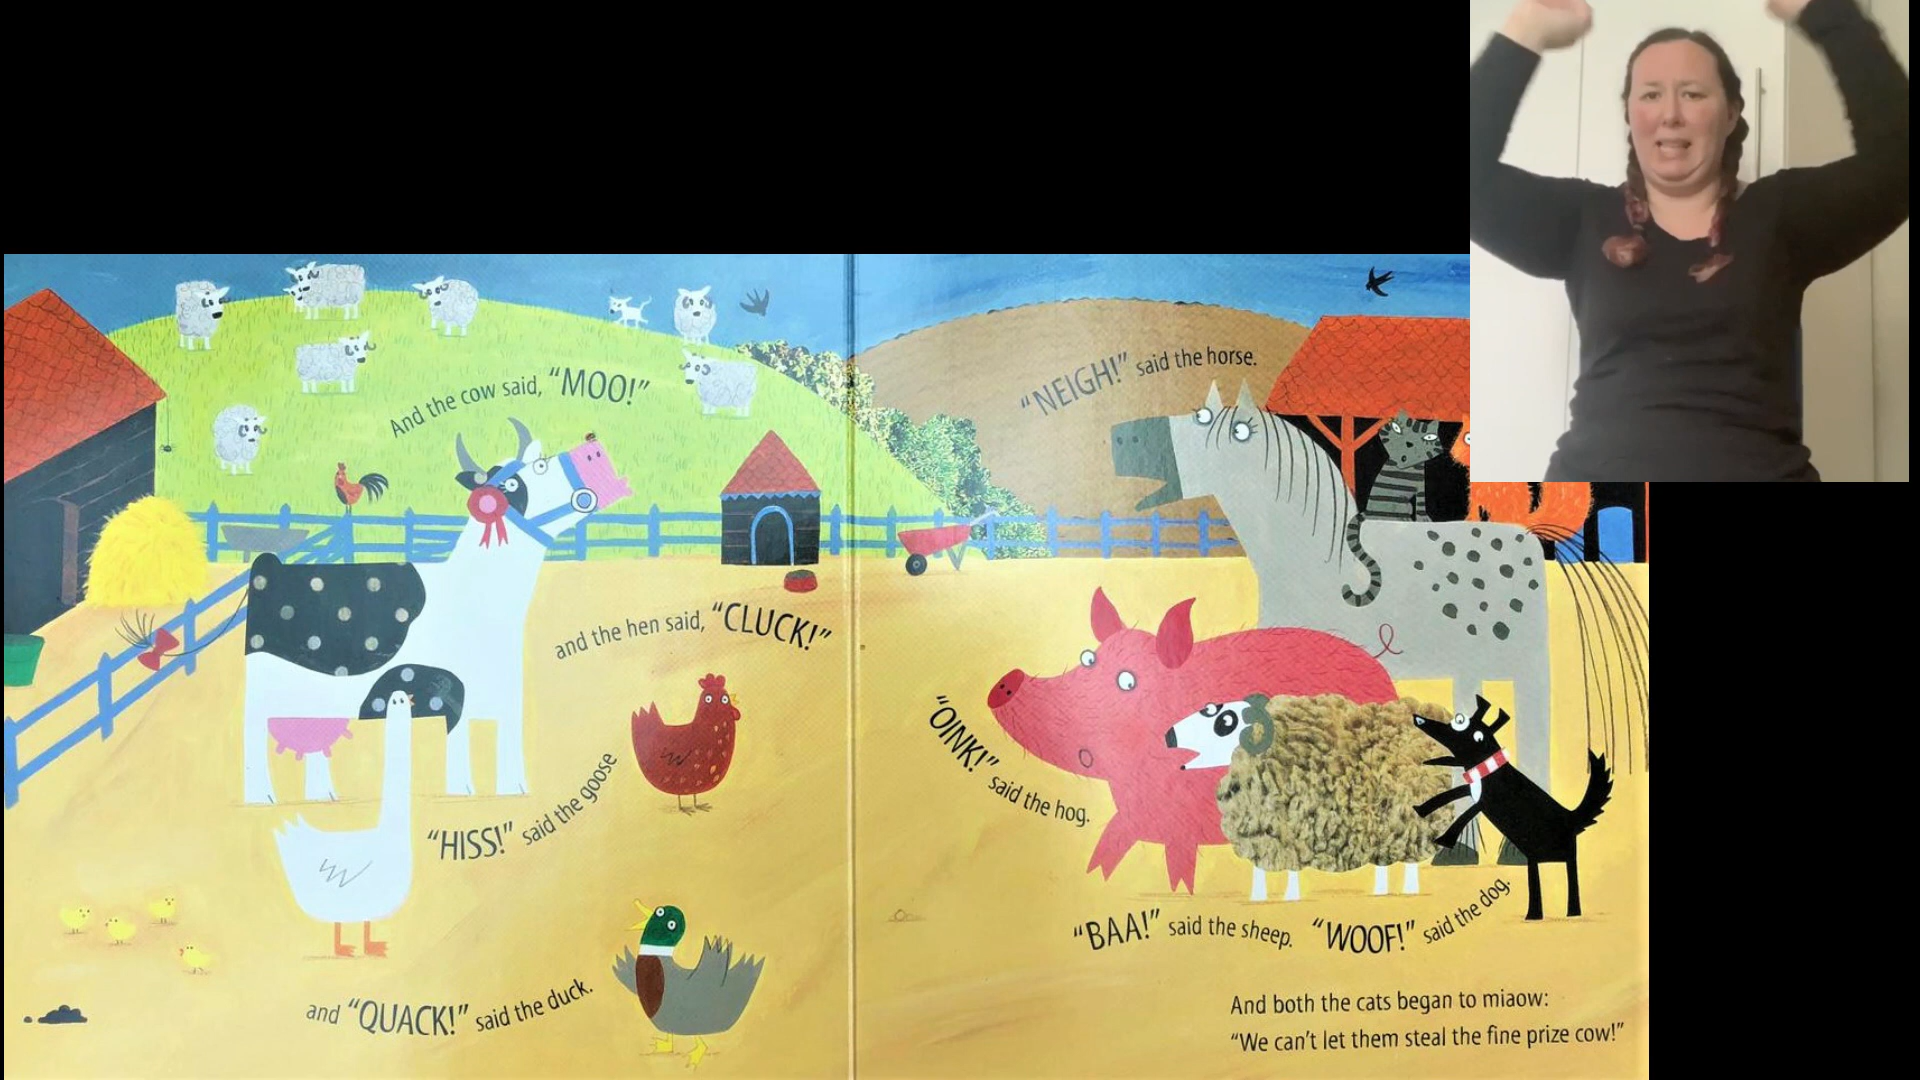 And the cow said, “MOO!”
and the hen said, “CLUCK!”
“HISS!” said the goose
and “QUACK!” said the duck.
“NEIGH!” said the horse.
“OINK!” said the hog.
“BAA!” said the sheep. “WOOF!” said the dog.
And both the cats began to miaow:
“We can’t let them steal the fine prize cow!”